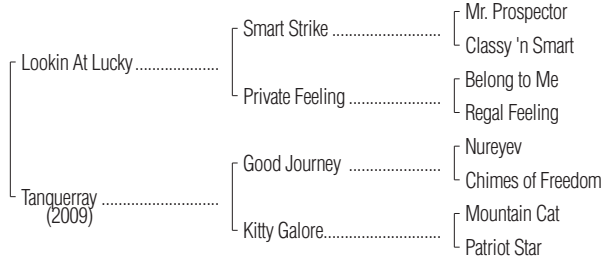 Mr. Prospector
Smart Strike ........................
Classy 'n Smart
Lookin At Lucky ...................
Belong to Me
Private Feeling .....................
Regal Feeling
Nureyev
Good Journey .....................
Chimes of Freedom
Tanquerray ..........................
(2009)
Mountain Cat
Kitty Galore...........................
Patriot Star